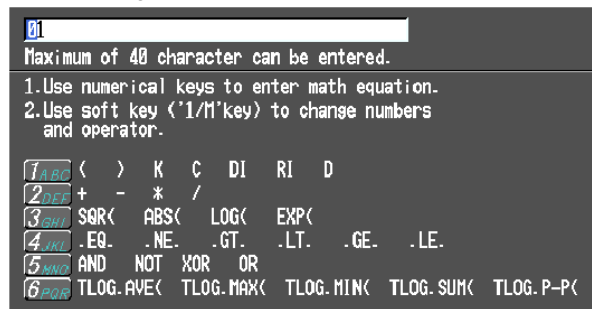 01
Maximum of 40 character can be entered.
1.Use numerical keys to enter math equation.
2.Use soft key ('1/M'key) to change numbers
and operator.
1ABC ( ) K C DI RI D
2DEF + - * /
3GHI SQR( ABS( LOG( EXP(
4JKL .EQ. .NE. .GT. .LT. .GE. .LE.
5MNO AND NOT XOR OR
6PQR TLOG.AVE( TLOG.MAX( TLOG.MIN( TLOG.SUM( TLOG.P-P(